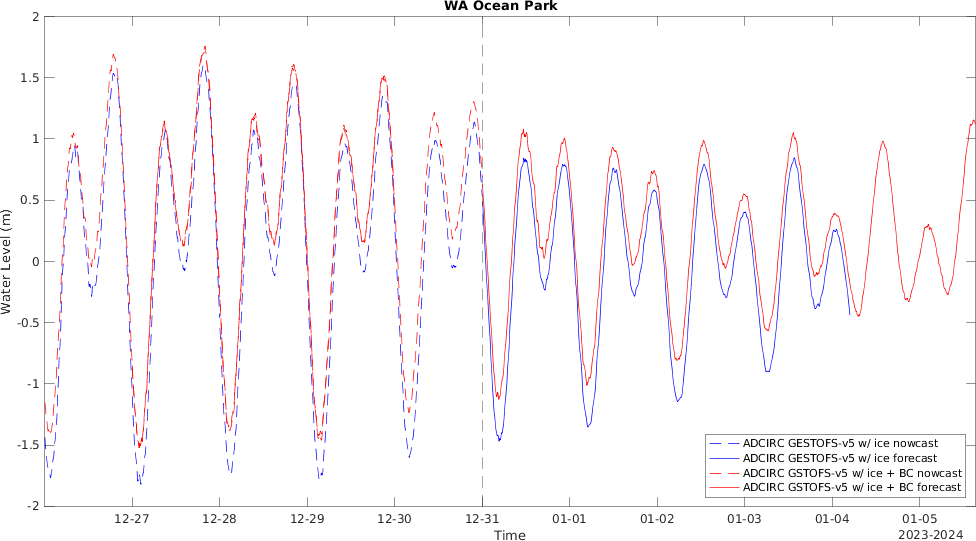 WA Ocean Park
2
1.5
1
0.5
0
-0.5
-1
-1.5
-2
Water Level (m)
12-27 12-28 12-29 12-30 12-31 01-01 01-02 01-03 01-04 01-05
Time
2023-2024
ADCIRC GESTOFS-v5 w/ ice nowcast
ADCIRC GESTOFS-v5 w/ ice forecast
ADCIRC GSTOFS-v5 w/ ice + BC nowcast
ADCIRC GSTOFS-v5 w/ ice + BC forecast